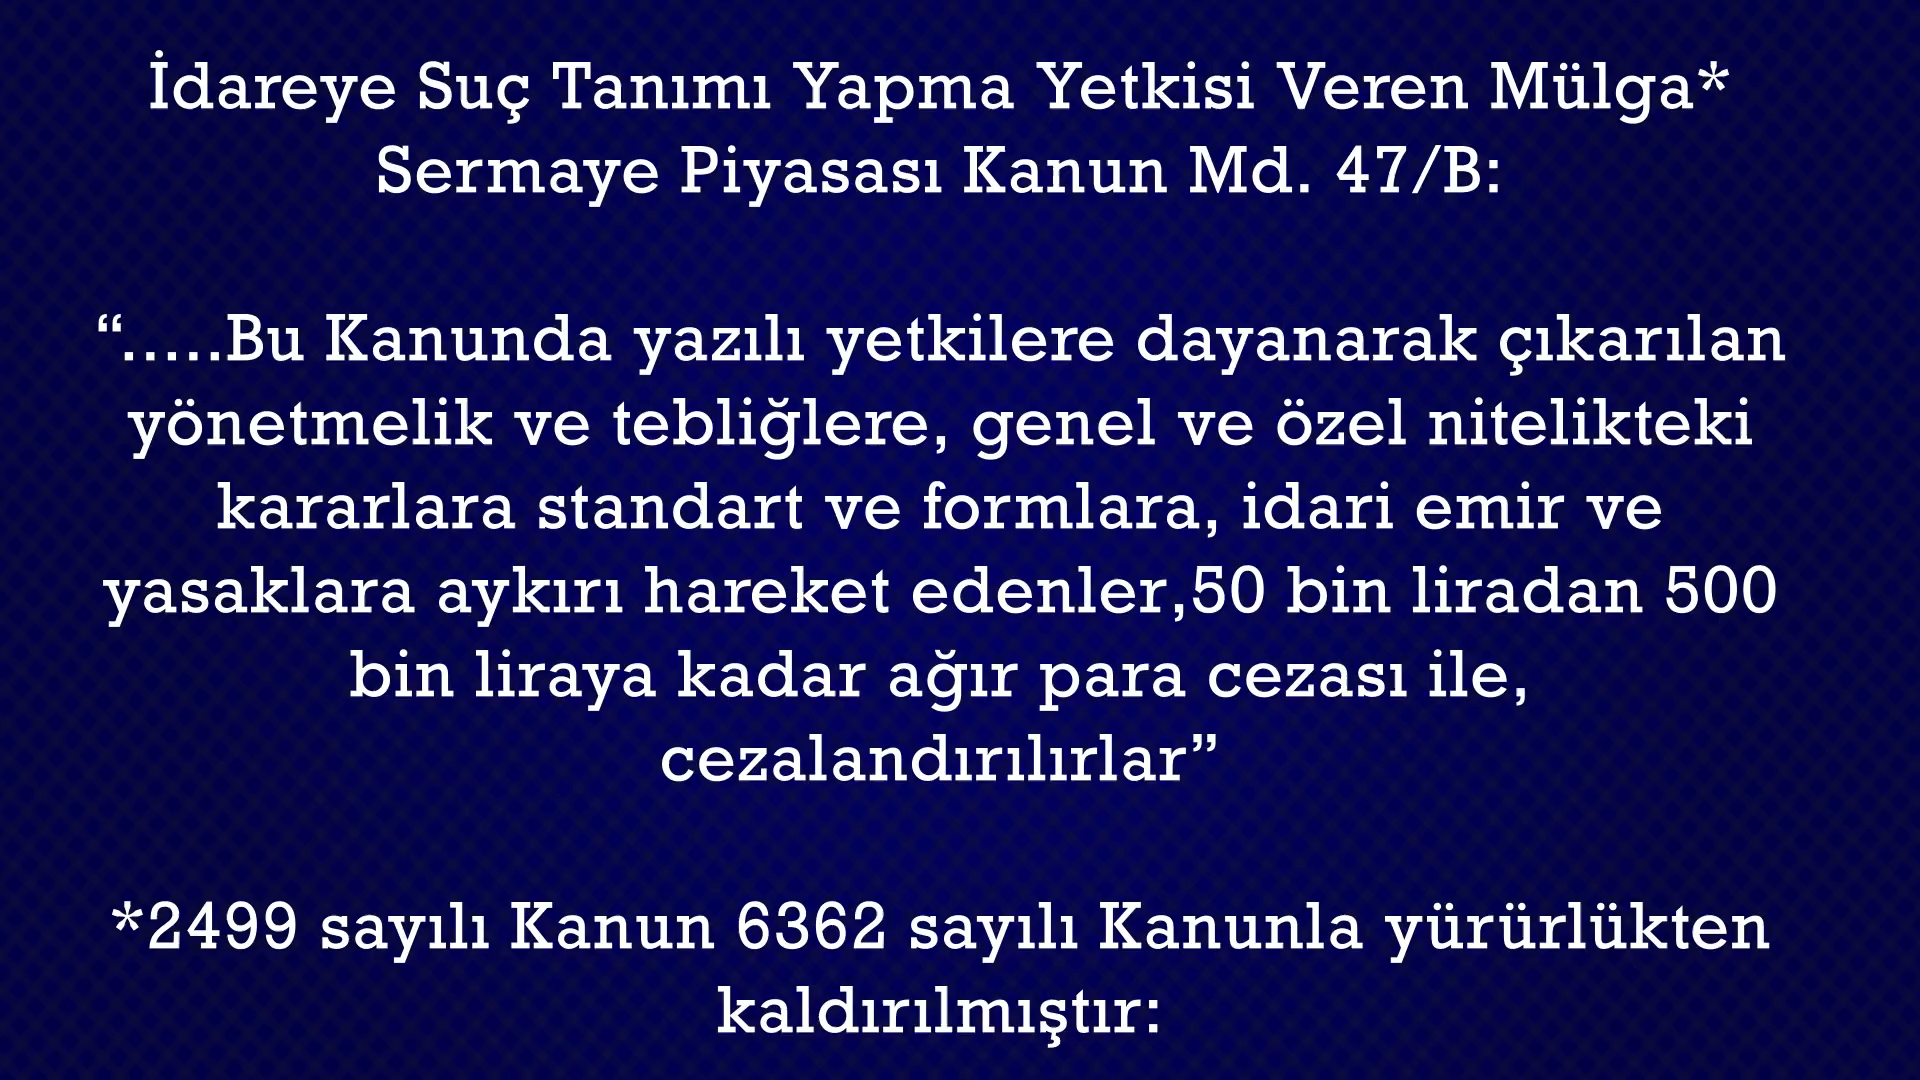 İdareye Suç Tanımı Yapma Yetkisi Veren Mülga*
Sermaye Piyasası Kanun Md. 47/B:
“.....Bu Kanunda yazılı yetkilere dayanarak çıkarılan
yönetmelik ve tebliğlere, genel ve özel nitelikteki
kararlara standart ve formlara, idari emir ve
yasaklara aykırı hareket edenler,50 bin liradan 500
bin liraya kadar ağır para cezası ile,
cezalandırılırlar”
*2499 sayılı Kanun 6362 sayılı Kanunla yürürlükten
kaldırılmıştır: